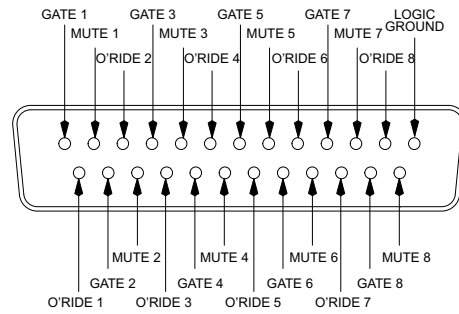 GATE 1 GATE 3 GATE 5 GATE 7 LOGIC
GROUND
MUTE 1 MUTE 3 MUTE 5 MUTE 7
O'RIDE 2 O'RIDE 4 O'RIDE 6 O'RIDE 8
MUTE 2 MUTE 4 MUTE 6 MUTE 8
GATE 2 GATE 4 GATE 6 GATE 8
O'RIDE 1 O'RIDE 3 O'RIDE 5 O'RIDE 7